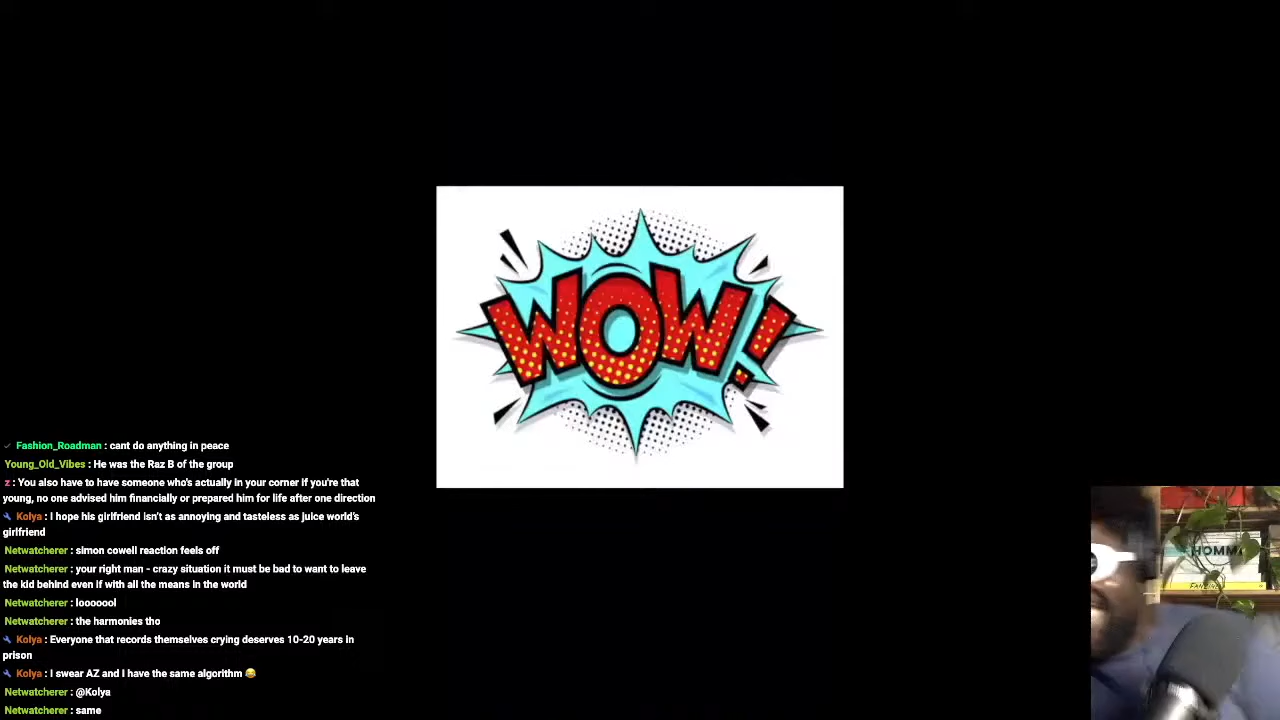 WOW!
✓ Fashion_Roadman : cant do anything in peace
Young_Old_Vibes : He was the Raz B of the group
z : You also have to have someone who's actually in your corner if you're that
young, no one advised him financially or prepared him for life after one direction
Kolya : I hope his girlfriend isn't as annoying and tasteless as juice world's
girlfriend
Netwatcherer : simon cowell reaction feels off
Netwatcherer : your right man - crazy situation it must be bad to want to leave
the kid behind even if with all the means in the world
Netwatcherer : looooool
Netwatcherer : the harmonies tho
Kolya : Everyone that records themselves crying deserves 10-20 years in
prison
Kolya : I swear AZ and I have the same algorithm 😂
Netwatcherer : @Kolya
Netwatcherer : same